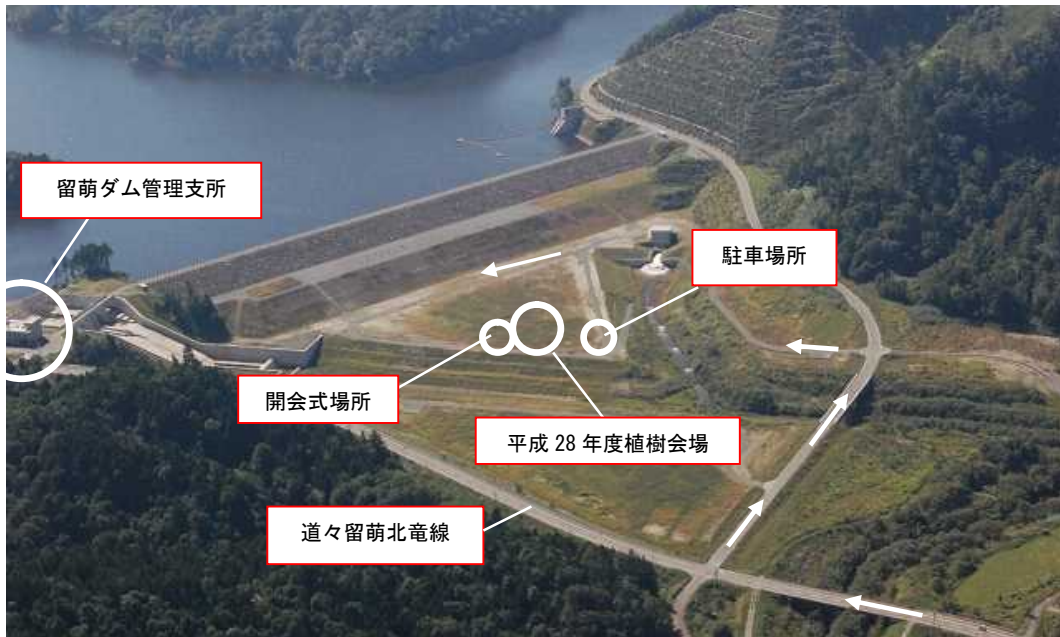 留萌ダム管理支所
駐車場所
開会式場所
平成 28 年度植樹会場
道々留萌北竜線